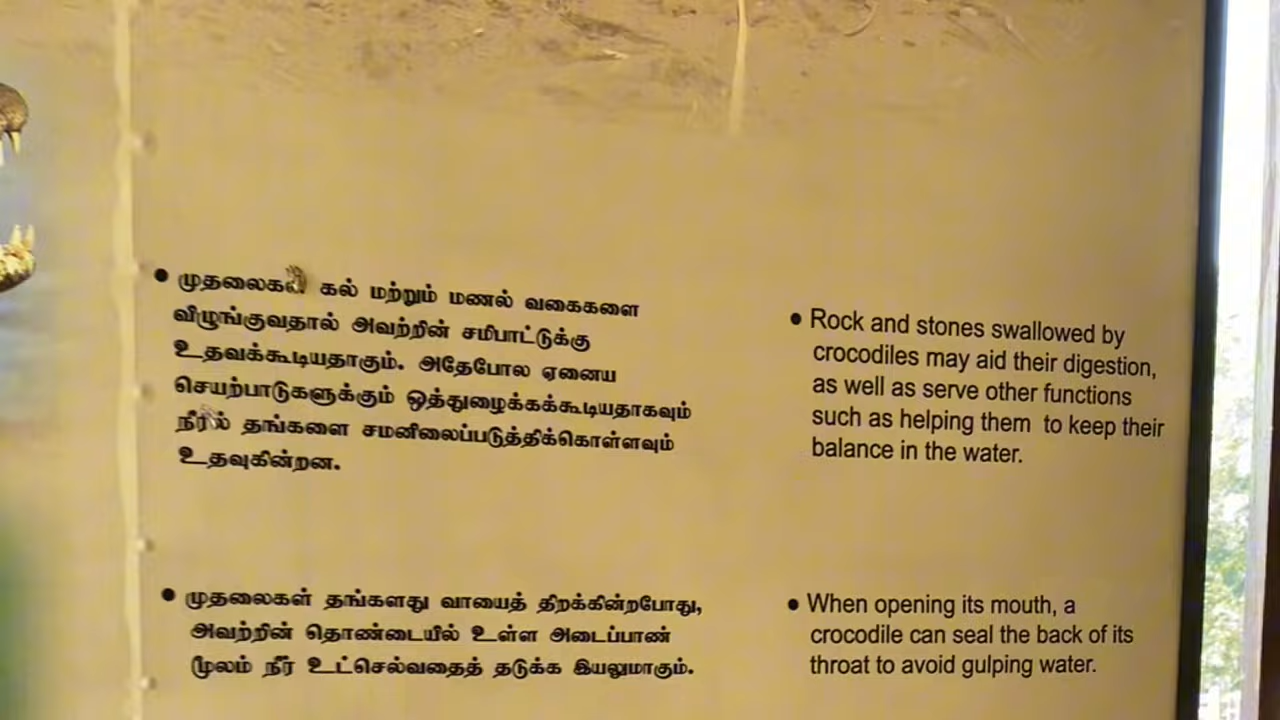 • முதலைகள் கல் மற்றும் மணல் வகைகளை
விழுங்குவதால் அவற்றின் சமிபாட்டுக்கு
உதவக்கூடியதாகும். அதேபோல ஏனைய
செயற்பாடுகளுக்கும் ஒத்துழைக்கக்கூடியதாகவும்
நீரில் தங்களை சமனிலைப்படுத்திக்கொள்ளவும்
உதவுகின்றன.
• Rock and stones swallowed by
crocodiles may aid their digestion,
as well as serve other functions
such as helping them to keep their
balance in the water.
• முதலைகள் தங்களது வாயைத் திறக்கின்றபோது,
அவற்றின் தொண்டையில் உள்ள அடைப்பாண்
மூலம் நீர் உட்செல்வதைத் தடுக்க இயலுமாகும்.
• When opening its mouth, a
crocodile can seal the back of its
throat to avoid gulping water.